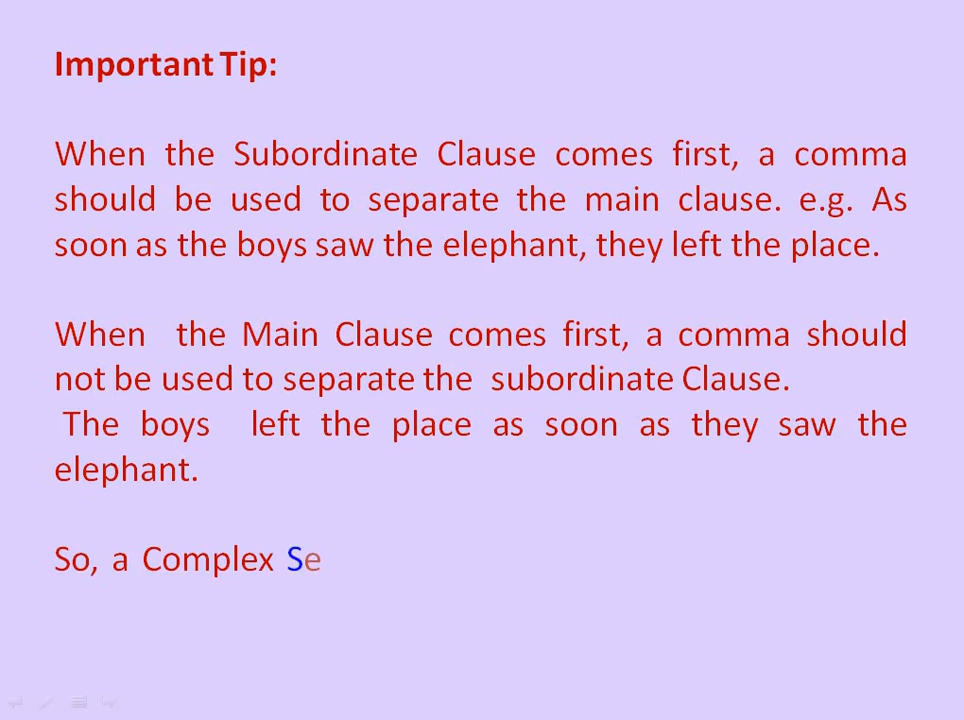 Important Tip:
When the Subordinate Clause comes first, a comma
should be used to separate the main clause. e.g. As
soon as the boys saw the elephant, they left the place.
When the Main Clause comes first, a comma should
not be used to separate the subordinate Clause.
The boys left the place as soon as they saw the
elephant.
So, a Complex Se